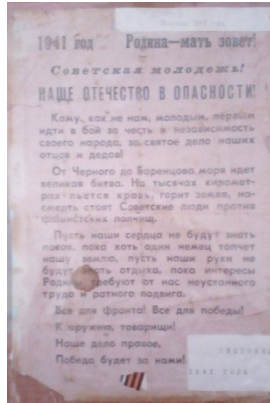 1941 год Родина—мать зовет!
Советская молодежь!
НАШЕ ОТЕЧЕСТВО В ОПАСНОСТИ!
Кому, как не нам, молодым, первым
идти в бой за честь и независимость
своего народа, за святое дело наших
отцов и дедов!
От Черного до Баренцова моря идет
великая битва. На тысячах километ-
рах льется кровь, горит земля, на-
смерть стоят Советские люди против
фашистских полчищ.
Пусть наши сердца не будут знать
покоя, пока хоть один немец топчет
нашу землю, пусть наши руки не
будут знать отдыха, пока интересы
Родины требуют от нас неустанного
труда и ратного подвига.
Все для фронта! Все для победы!
К оружию, товарищи!
Наше дело правое,
Победа будет за нами!
1941 ГОДА